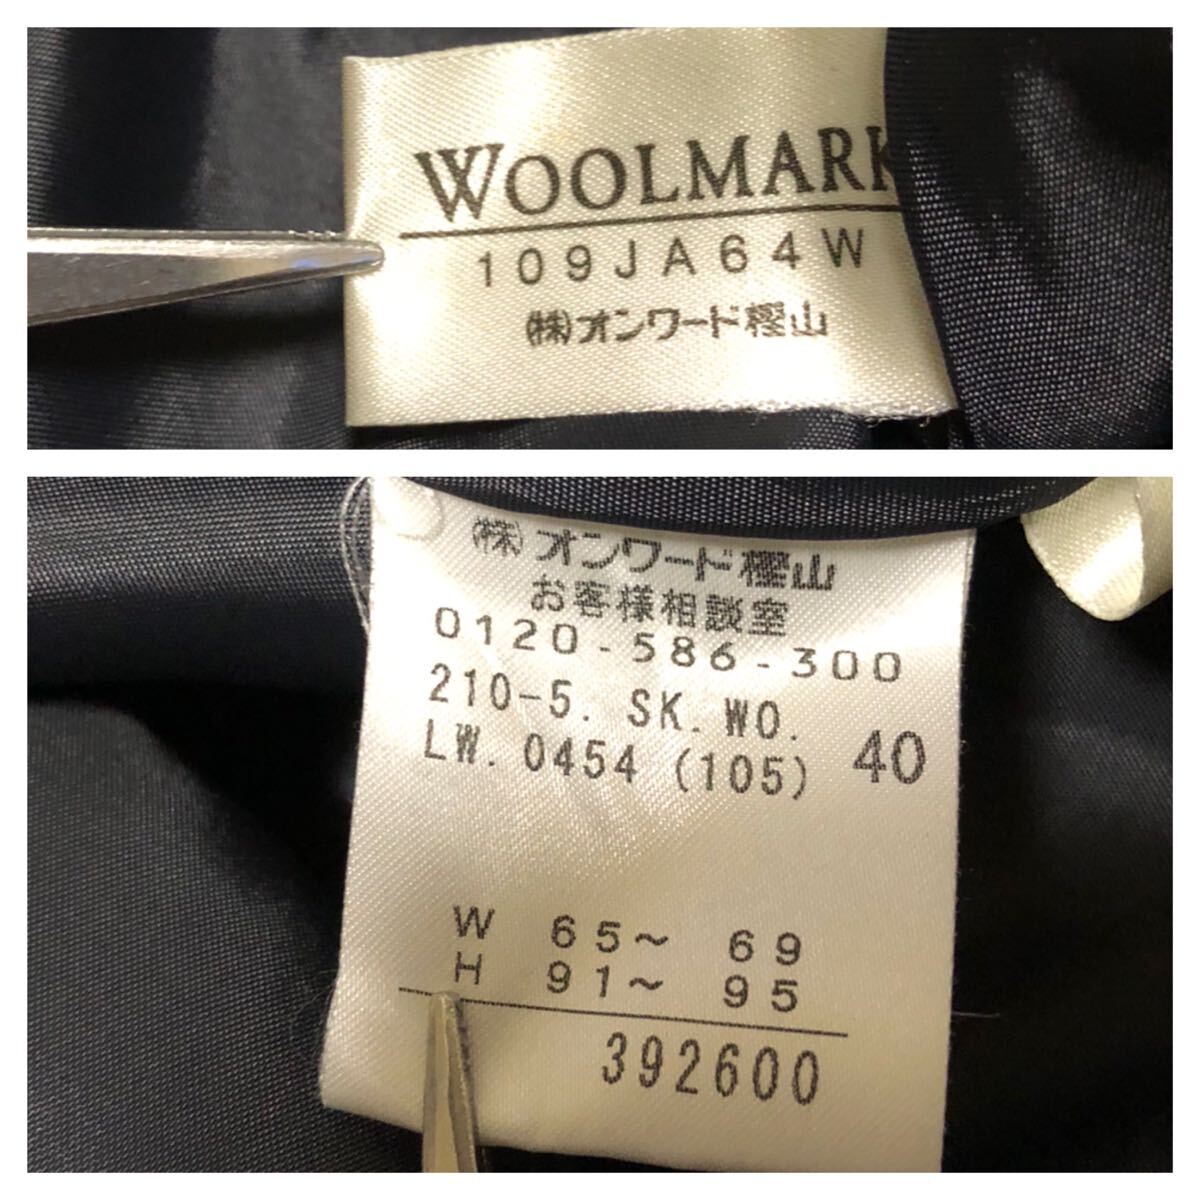 WOOLMARK
109JA64W
(株)オンワード樫山
(株)オンワード樫山
お客様相談室
0120-586-300
210-5. SK.WO.
LW.0454 (105) 40
W 65～ 69
H 91～ 95
392600